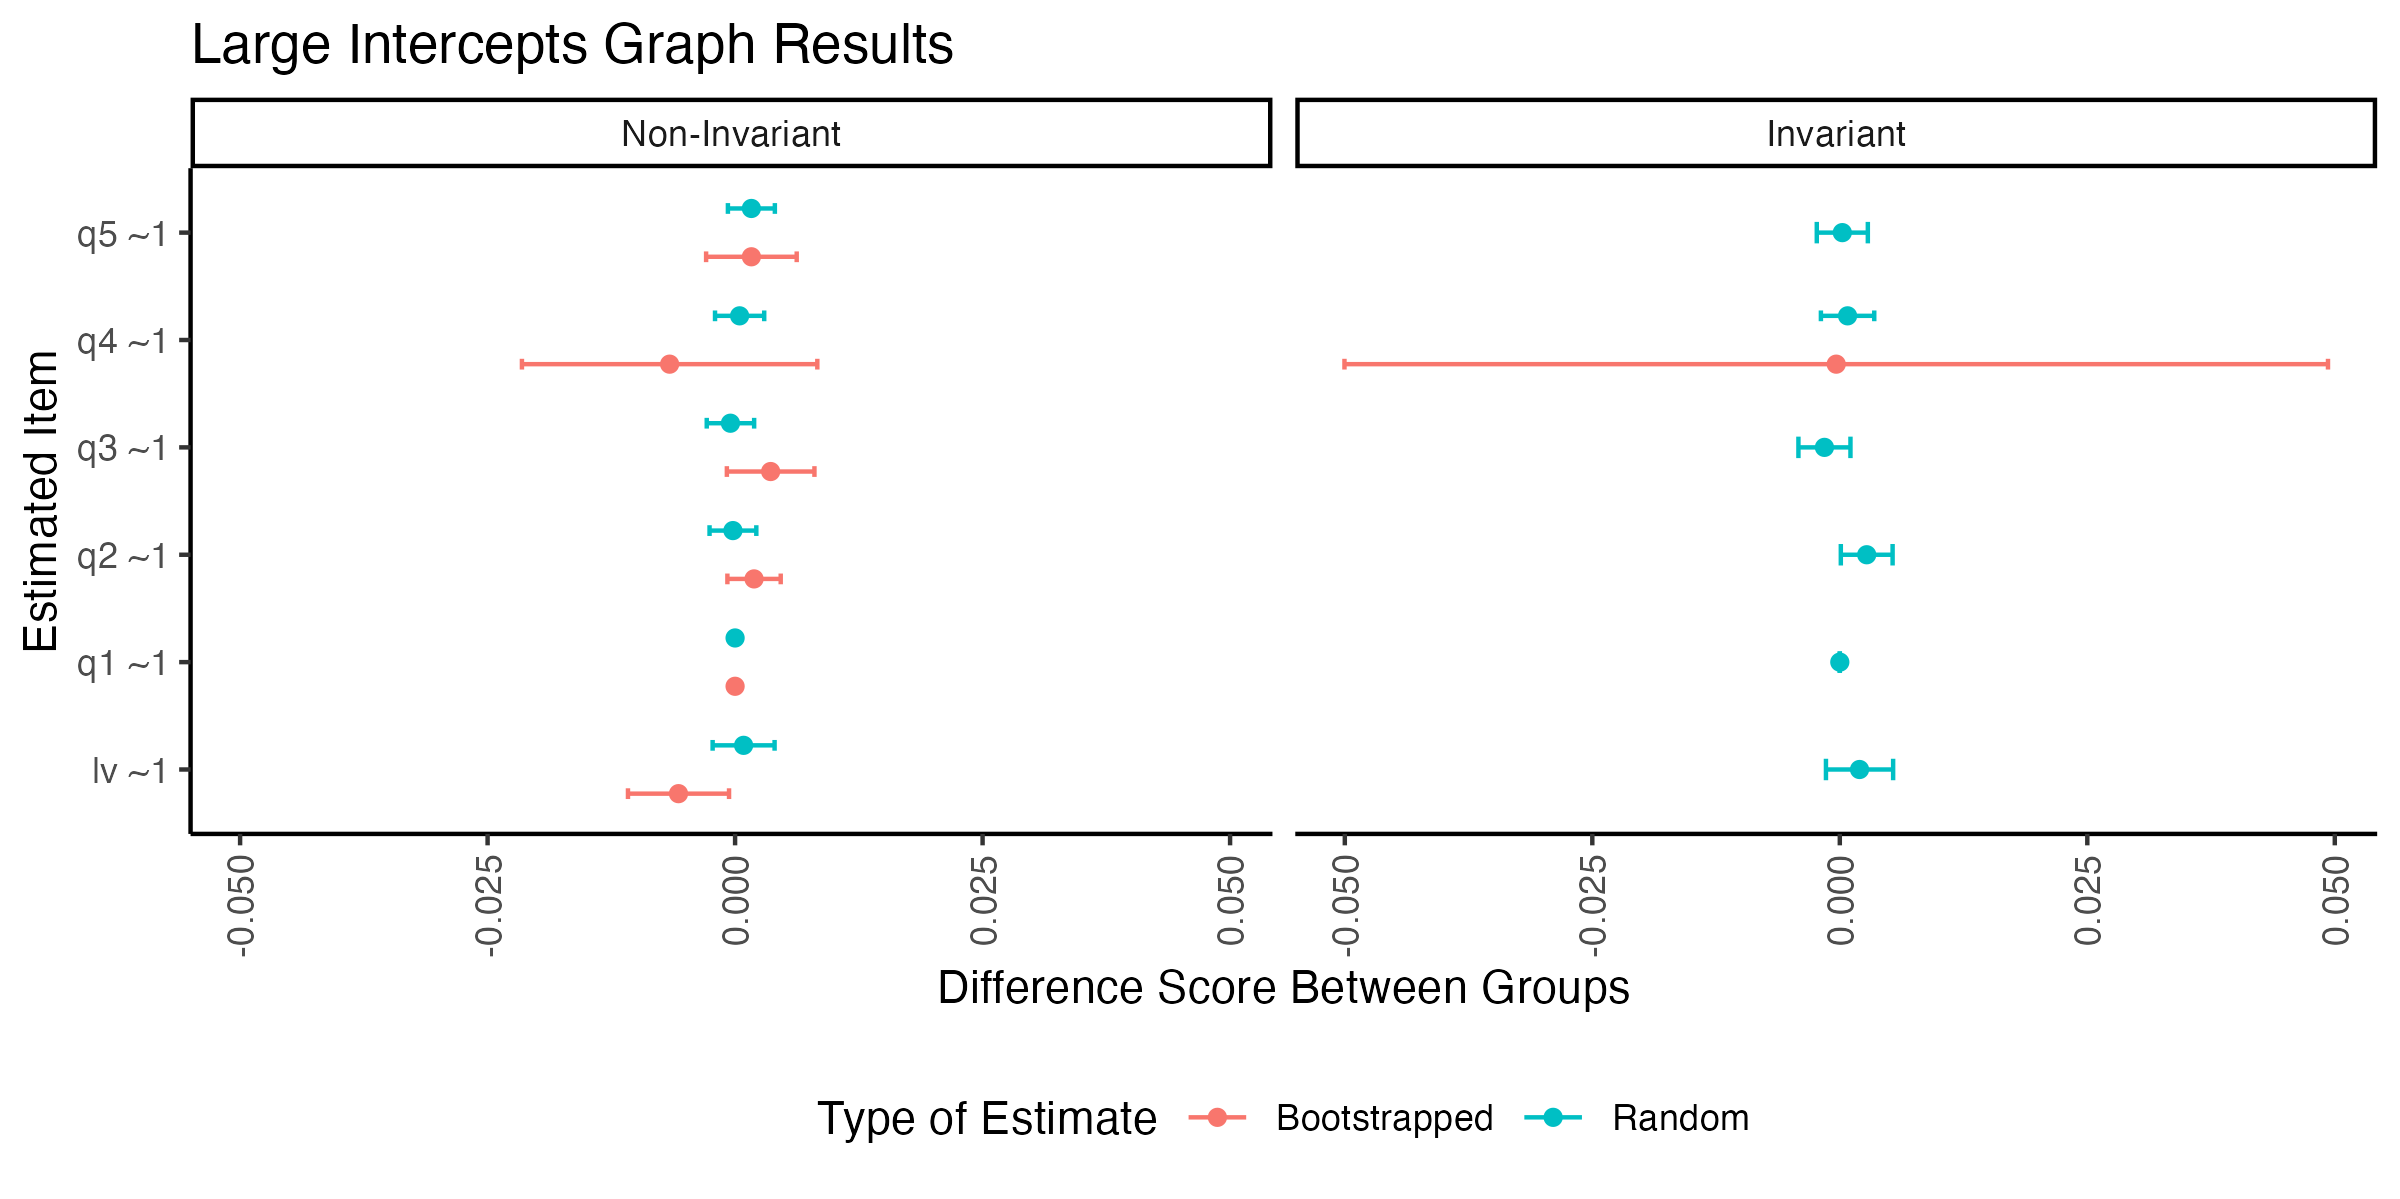 Large Intercepts Graph Results
Non-Invariant
Invariant
Estimated Item
q5 ~1
q4 ~1
q3 ~1
q2 ~1
q1 ~1
lv ~1
-0.050 -0.025 0.000 0.025 0.050 -0.050 -0.025 0.000 0.025 0.050
Difference Score Between Groups
Type of Estimate Bootstrapped Random